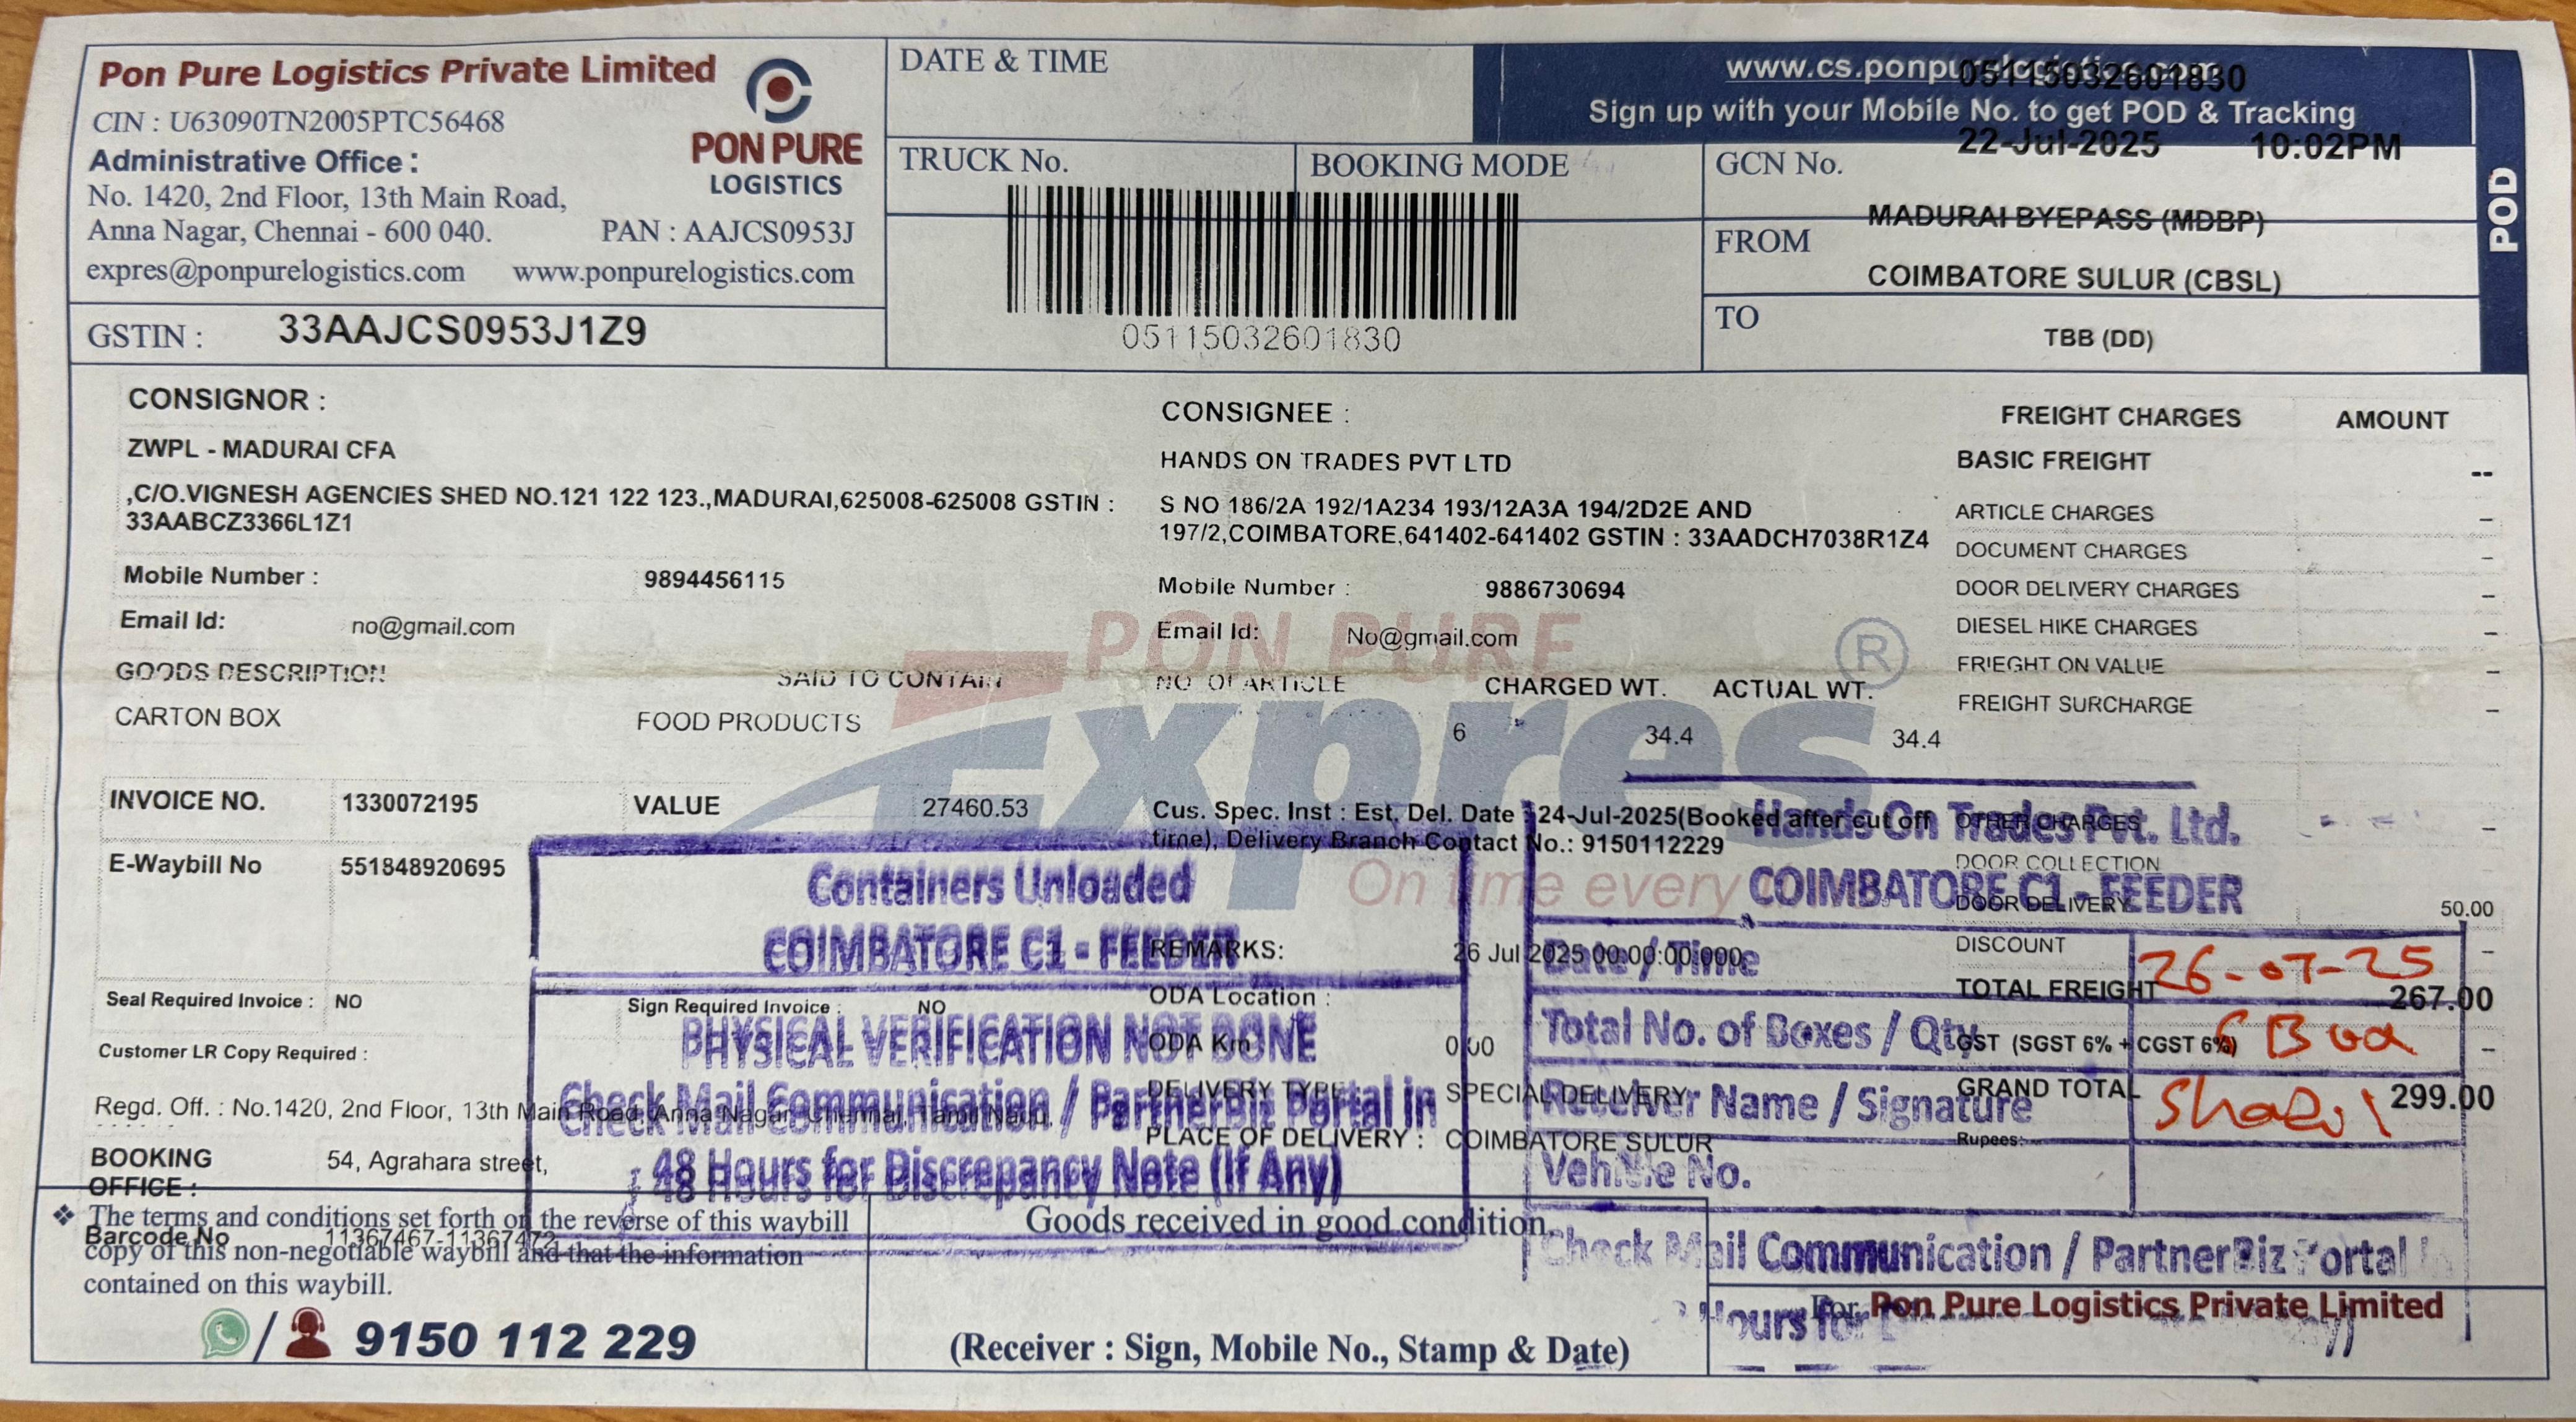 Pon Pure Logistics Private Limited
CIN : U63090TN2005PTC56468
Administrative Office :
No. 1420, 2nd Floor, 13th Main Road,
Anna Nagar, Chennai - 600 040. PAN : AAJCS0953J
expres@ponpurelogistics.com www.ponpurelogistics.com
PON PURE
LOGISTICS
GSTIN : 33AAJCS0953J1Z9
DATE & TIME
TRUCK No. BOOKING MODE
05115032601830
www.cs.ponpurelogistics.com
05115032601830
Sign up with your Mobile No. to get POD & Tracking
22-Jul-2025 10:02PM
GCN No.
MADURAI BYEPASS (MDBP)
FROM
COIMBATORE SULUR (CBSL)
TO
TBB (DD)
POD
CONSIGNOR :
ZWPL - MADURAI CFA
,C/O.VIGNESH AGENCIES SHED NO.121 122 123.,MADURAI,625008-625008 GSTIN :
33AABCZ3366L1Z1
Mobile Number : 9894456115
Email Id: no@gmail.com
CONSIGNEE :
HANDS ON TRADES PVT LTD
S NO 186/2A 192/1A234 193/12A3A 194/2D2E AND
197/2,COIMBATORE,641402-641402 GSTIN : 33AADCH7038R1Z4
Mobile Number : 9886730694
Email Id: No@gmail.com
FREIGHT CHARGES AMOUNT
BASIC FREIGHT --
ARTICLE CHARGES –
DOCUMENT CHARGES –
DOOR DELIVERY CHARGES –
DIESEL HIKE CHARGES –
FRIEGHT ON VALUE –
FREIGHT SURCHARGE –
OTHER CHARGES –
DOOR COLLECTION
DOOR DELIVERY 50.00
DISCOUNT –
TOTAL FREIGHT 267.00
GST (SGST 6% + CGST 6%) –
GRAND TOTAL 299.00
Rupees:
PON PURE
Expres ®
On time every
GOODS DESCRIPTION SAID TO CONTAIN NO OF ARTICLE CHARGED WT. ACTUAL WT.
CARTON BOX FOOD PRODUCTS 6 34.4 34.4
INVOICE NO. 1330072195 VALUE 27460.53
E-Waybill No 551848920695
Cus. Spec. Inst : Est. Del. Date : 24-Jul-2025(Booked after cut off
time), Delivery Branch Contact No.: 9150112229
REMARKS: 26 Jul 2025 00:00:00.000
ODA Location :
ODA Km 0.00
DELIVERY TYPE : SPECIAL DELIVERY
PLACE OF DELIVERY : COIMBATORE SULUR
Seal Required Invoice : NO Sign Required Invoice : NO
Customer LR Copy Required :
Regd. Off. : No.1420, 2nd Floor, 13th Main Road, Anna Nagar, Chennai, Tamil Nadu,
BOOKING
OFFICE : 54, Agrahara street,
Barcode No 11367467-11367472
Containers Unloaded
COIMBATORE C1 - FEEDER
PHYSICAL VERIFICATION NOT DONE
Check Mail Communication / PartnerBiz Portal in
48 Hours for Discrepancy Note (If Any)
Hands On Trades Pvt. Ltd.
COIMBATORE C1 - FEEDER
Date / Time 26-07-25
Total No. of Boxes / Qty 6 Box
Receiver Name / Signature
Vehicle No.
Check Mail Communication / PartnerBiz Portal
Hours for
❖ The terms and conditions set forth on the reverse of this waybill
copy of this non-negotiable waybill and that the information
contained on this waybill.
/ 9150 112 229
Goods received in good condition.
(Receiver : Sign, Mobile No., Stamp & Date)
For Pon Pure Logistics Private Limited